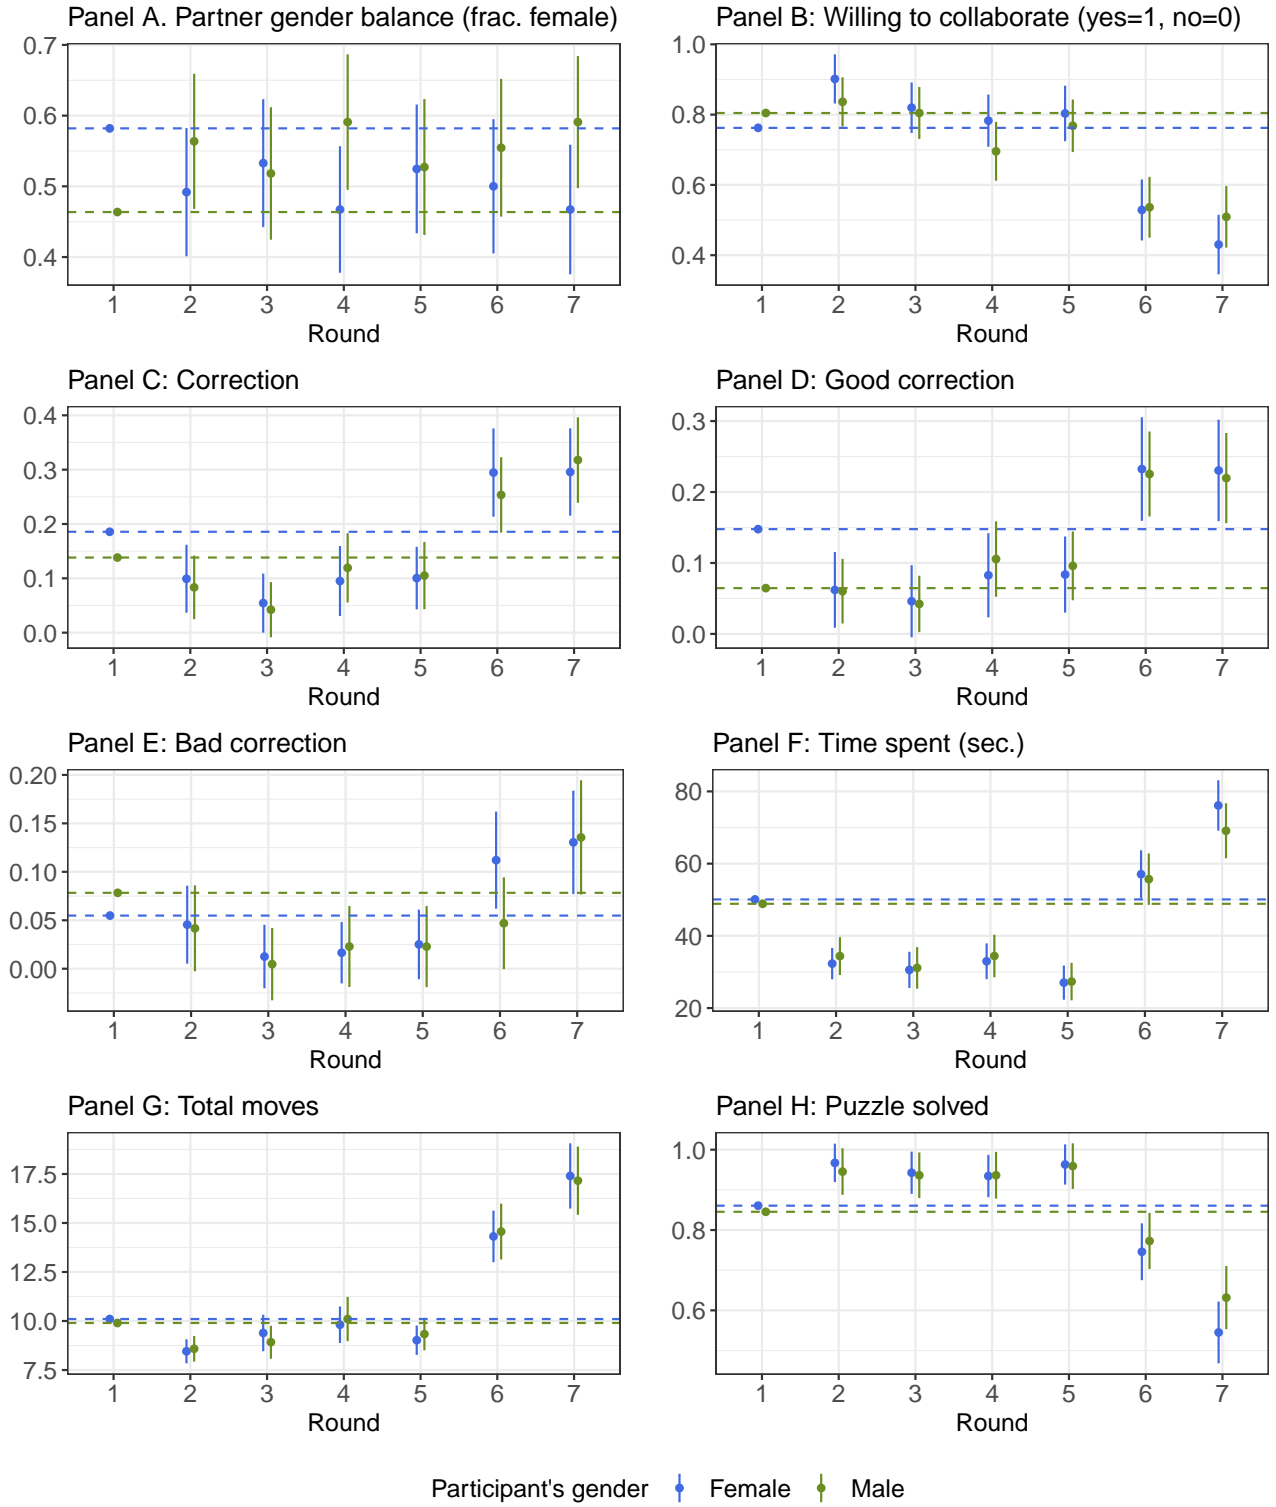 Panel A. Partner gender balance (frac. female)
0.7
0.6
0.5
0.4
1 2 3 4 5 6 7
Round
Panel B: Willing to collaborate (yes=1, no=0)
1.0
0.8
0.6
0.4
1 2 3 4 5 6 7
Round
Panel C: Correction
0.4
0.3
0.2
0.1
0.0
1 2 3 4 5 6 7
Round
Panel D: Good correction
0.3
0.2
0.1
0.0
1 2 3 4 5 6 7
Round
Panel E: Bad correction
0.20
0.15
0.10
0.05
0.00
1 2 3 4 5 6 7
Round
Panel F: Time spent (sec.)
80
60
40
20
1 2 3 4 5 6 7
Round
Panel G: Total moves
17.5
15.0
12.5
10.0
7.5
1 2 3 4 5 6 7
Round
Panel H: Puzzle solved
1.0
0.8
0.6
1 2 3 4 5 6 7
Round
Participant's gender Female Male